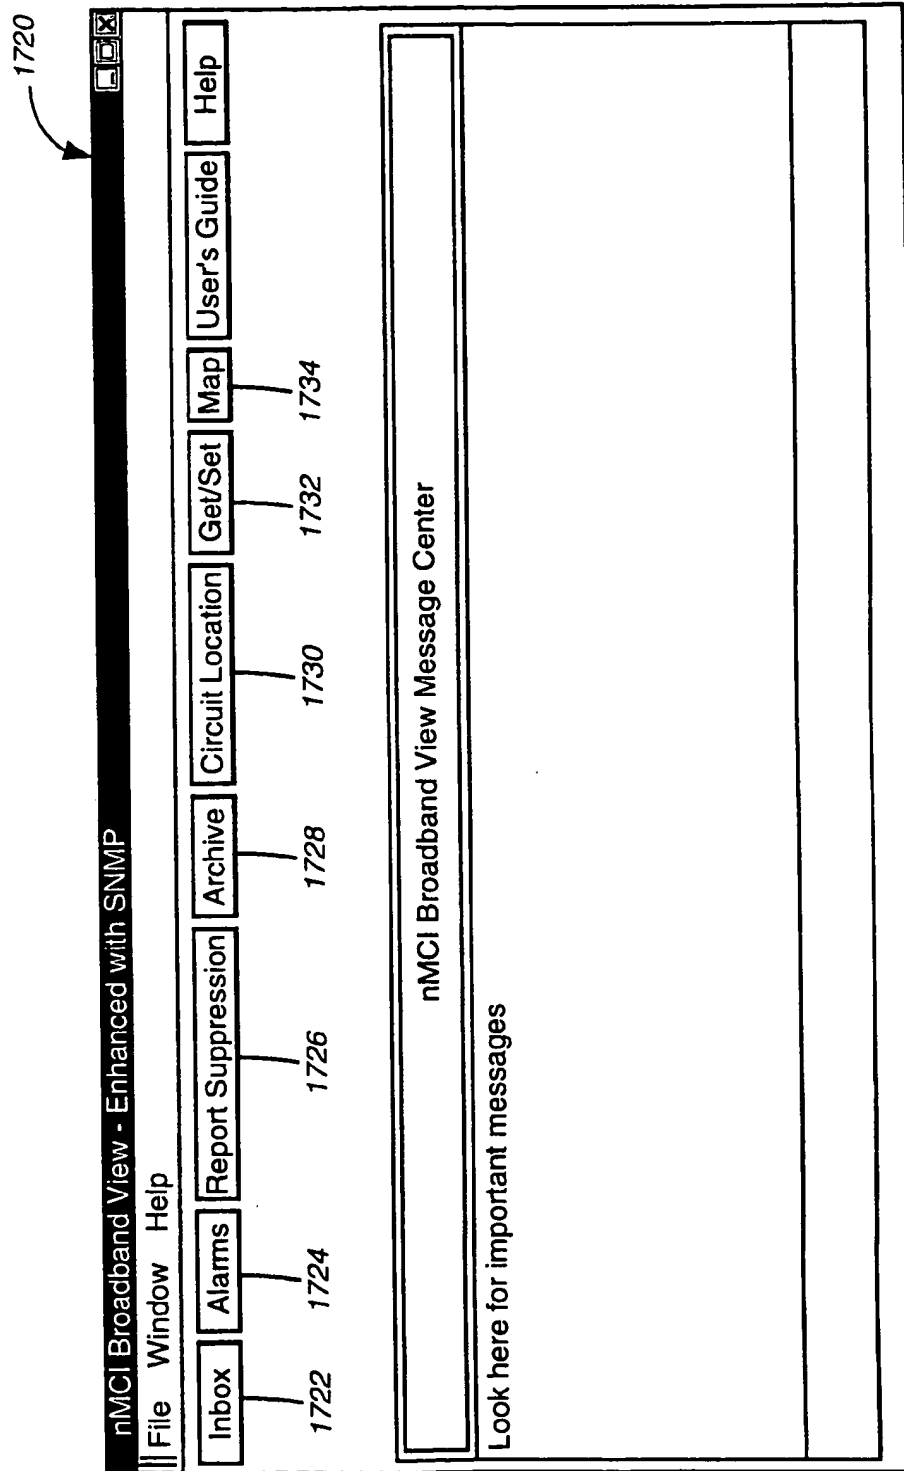 1720
nMCI Broadband View - Enhanced with SNMP
File Window Help
Inbox Alarms Report Suppression Archive Circuit Location Get/Set Map User's Guide Help
1722 1724 1726 1728 1730 1732 1734
nMCI Broadband View Message Center
Look here for important messages